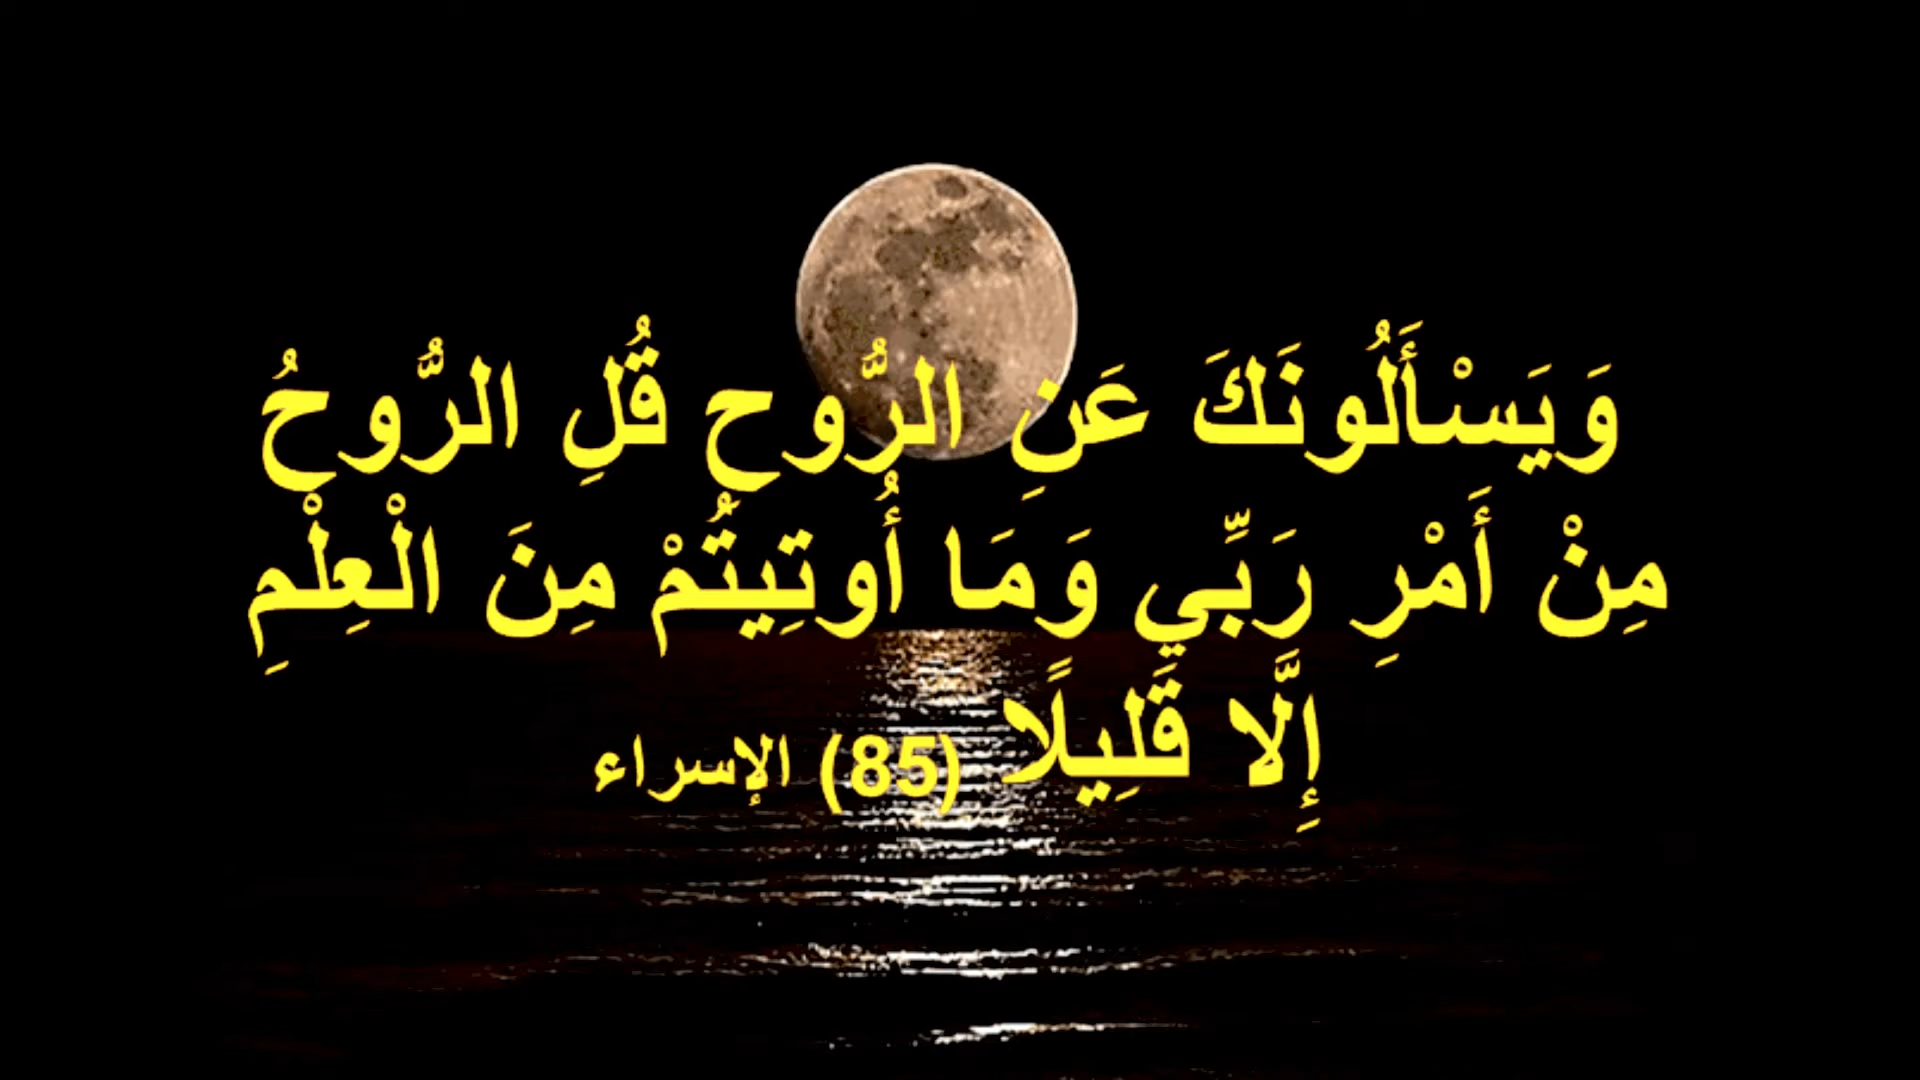 وَيَسْأَلُونَكَ عَنِ الرُّوحِ قُلِ الرُّوحُ
مِنْ أَمْرِ رَبِّي وَمَا أُوتِيتُمْ مِنَ الْعِلْمِ
إِلَّا قَلِيلًا (85) الإسراء